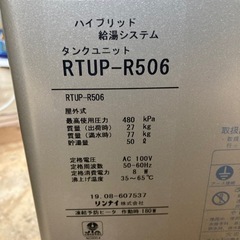 ハイブリッド
給湯システム
タンクユニット
RTUP-R506
RTUP-R506
屋外式
最高使用圧力 480 kPa
質量(出荷時) 27 kg
質量(満水時) 77 kg
貯湯量 50 ℓ
定格電圧 AC 100V
定格周波数 50-60Hz
定格消費電力 8 W
沸上げ温度 35~65℃
19.08-607537
リンナイ株式会社
凍結予防ヒータ 作動時 160W